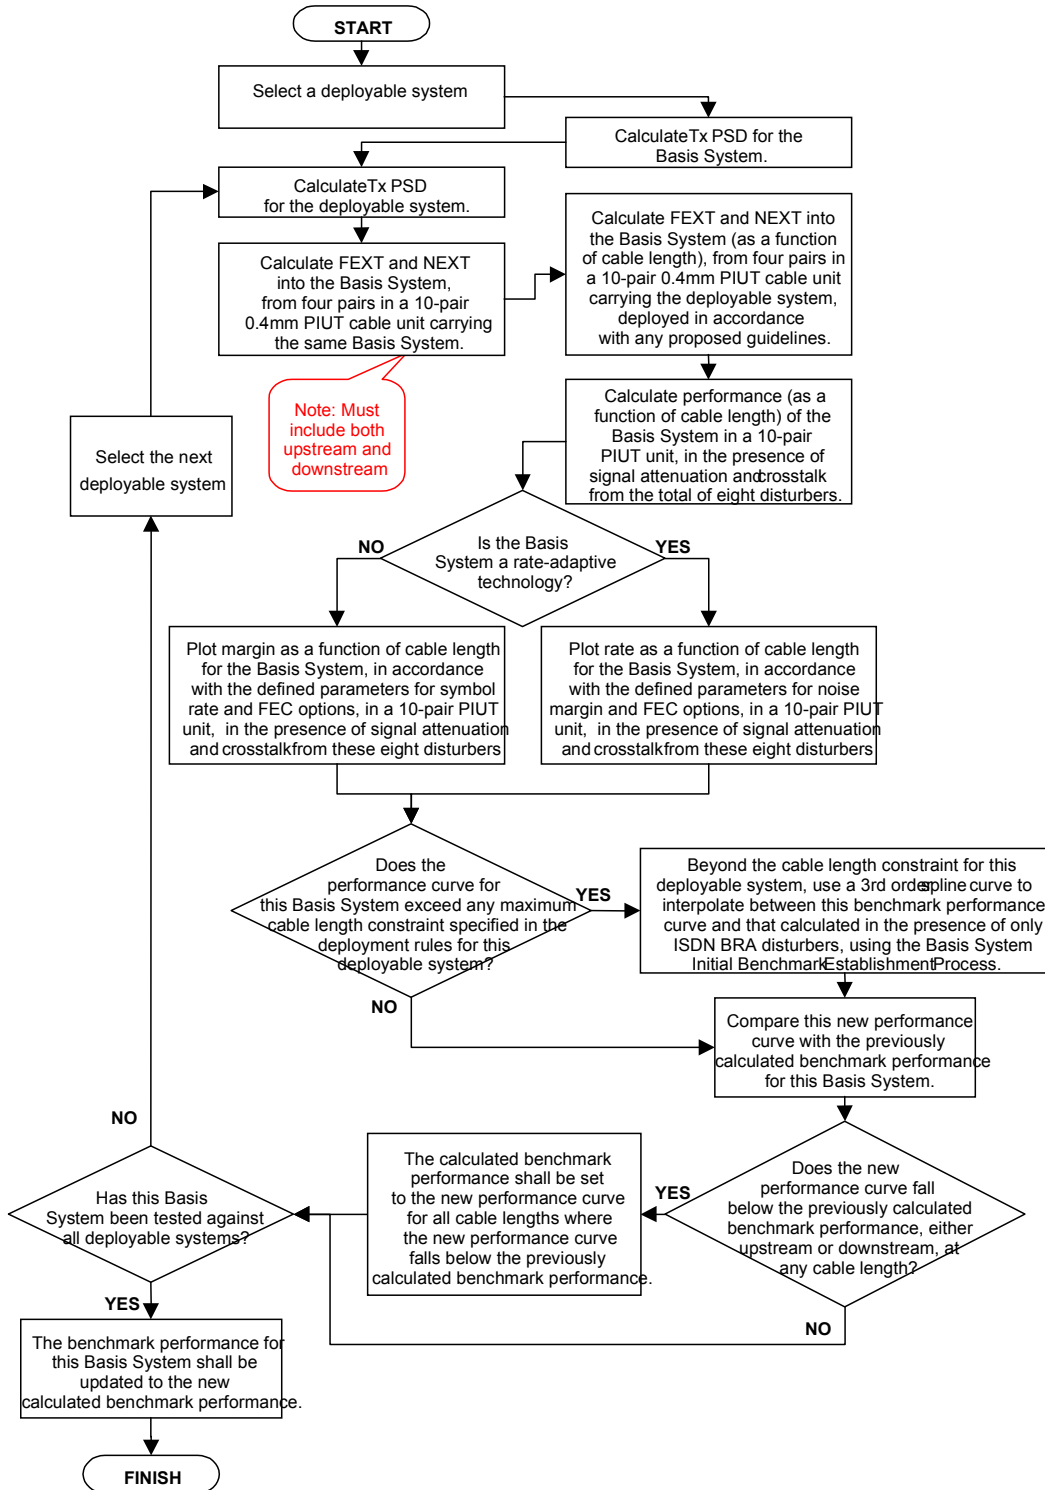 START
Select a deployable system
CalculateTx PSD for the
Basis System.
CalculateTx PSD
for the deployable system.
Calculate FEXT and NEXT
into the Basis System,
from four pairs in a 10-pair
0.4mm PIUT cable unit carrying
the same Basis System.
Calculate FEXT and NEXT into
the Basis System (as a function
of cable length), from four pairs in
a 10-pair 0.4mm PIUT cable unit
carrying the deployable system,
deployed in accordance
with any proposed guidelines.
Note: Must
include both
upstream and
downstream
Calculate performance (as a
function of cable length) of the
Basis System in a 10-pair
PIUT unit, in the presence of
signal attenuation andcrosstalk
from the total of eight disturbers.
Select the next
deployable system
NO
Is the Basis
System a rate-adaptive
technology?
YES
Plot margin as a function of cable length
for the Basis System, in accordance
with the defined parameters for symbol
rate and FEC options, in a 10-pair PIUT
unit, in the presence of signal attenuation
and crosstalkfrom these eight disturbers
Plot rate as a function of cable length
for the Basis System, in accordance
with the defined parameters for noise
margin and FEC options, in a 10-pair PIUT
unit, in the presence of signal attenuation
and crosstalkfrom these eight disturbers
Does the
performance curve for
this Basis System exceed any maximum
cable length constraint specified in the
deployment rules for this
deployable system?
YES
NO
Beyond the cable length constraint for this
deployable system, use a 3rd orderspline curve to
interpolate between this benchmark performance
curve and that calculated in the presence of only
ISDN BRA disturbers, using the Basis System
Initial BenchmarkEstablishmentProcess.
Compare this new performance
curve with the previously
calculated benchmark performance
for this Basis System.
NO
Has this Basis
System been tested against
all deployable systems?
YES
The calculated benchmark
performance shall be set
to the new performance curve
for all cable lengths where
the new performance curve
falls below the previously
calculated benchmark performance.
YES
Does the new
performance curve fall
below the previously calculated
benchmark performance, either
upstream or downstream, at
any cable length?
NO
The benchmark performance for
this Basis System shall be
updated to the new
calculated benchmark performance.
FINISH